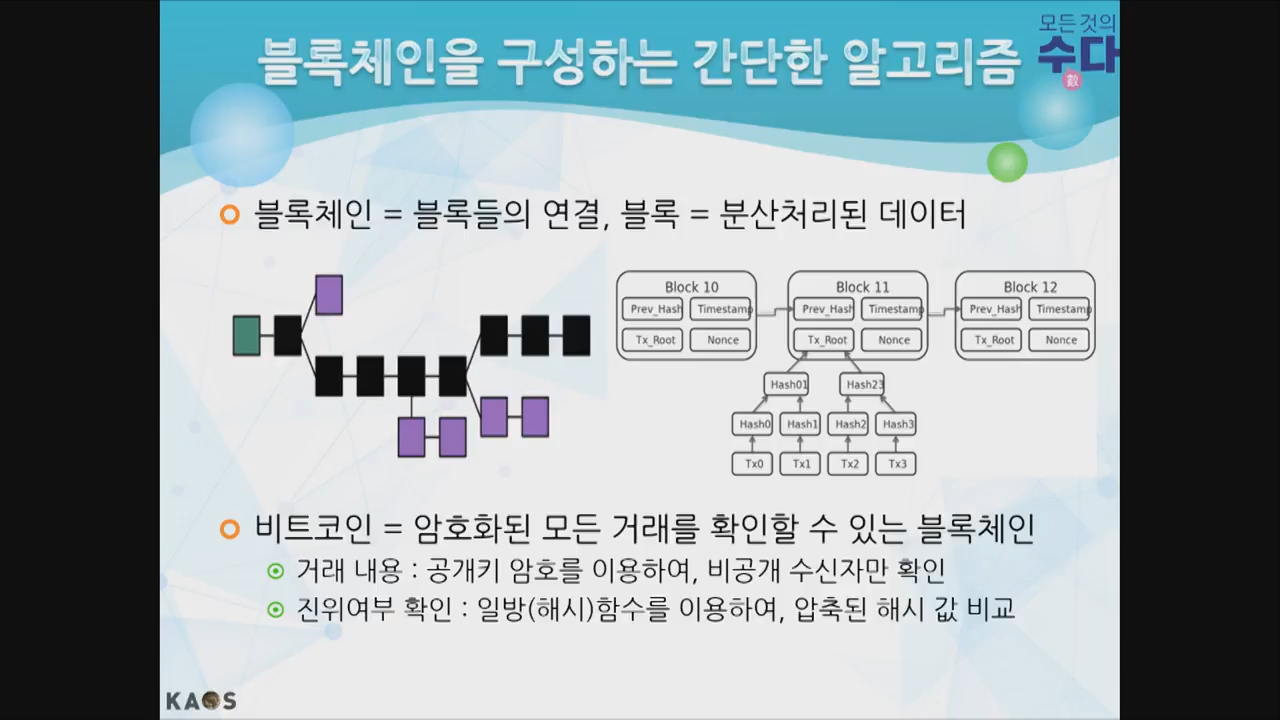 모든 것의
수다
數
블록체인을 구성하는 간단한 알고리즘
블록체인 = 블록들의 연결, 블록 = 분산처리된 데이터
Block 10
Prev_Hash Timestamp
Tx_Root Nonce
Block 11
Prev_Hash Timestamp
Tx_Root Nonce
Block 12
Prev_Hash Timestamp
Tx_Root Nonce
Hash01 Hash23
Hash0 Hash1 Hash2 Hash3
Tx0 Tx1 Tx2 Tx3
비트코인 = 암호화된 모든 거래를 확인할 수 있는 블록체인
거래 내용 : 공개키 암호를 이용하여, 비공개 수신자만 확인
진위여부 확인 : 일방(해시)함수를 이용하여, 압축된 해시 값 비교
KAOS